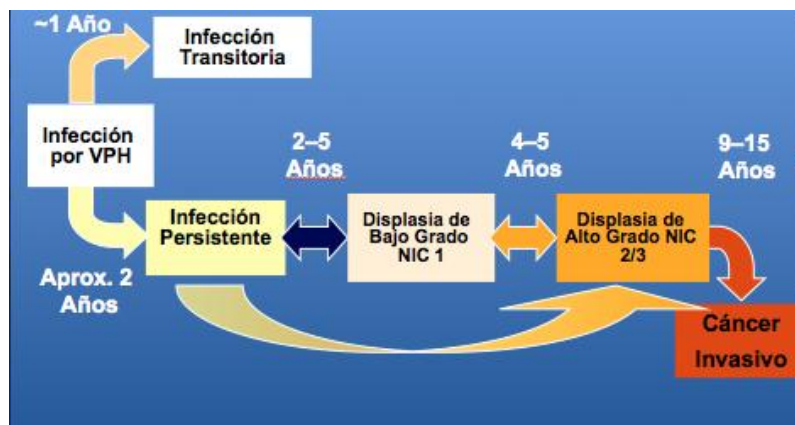 ~1 Año
Infección
Transitoria
Infección
por VPH
2–5
Años
4–5
Años
9–15
Años
Infección
Persistente
Displasia de
Bajo Grado
NIC 1
Displasia de
Alto Grado NIC
2/3
Aprox. 2
Años
Cáncer
Invasivo